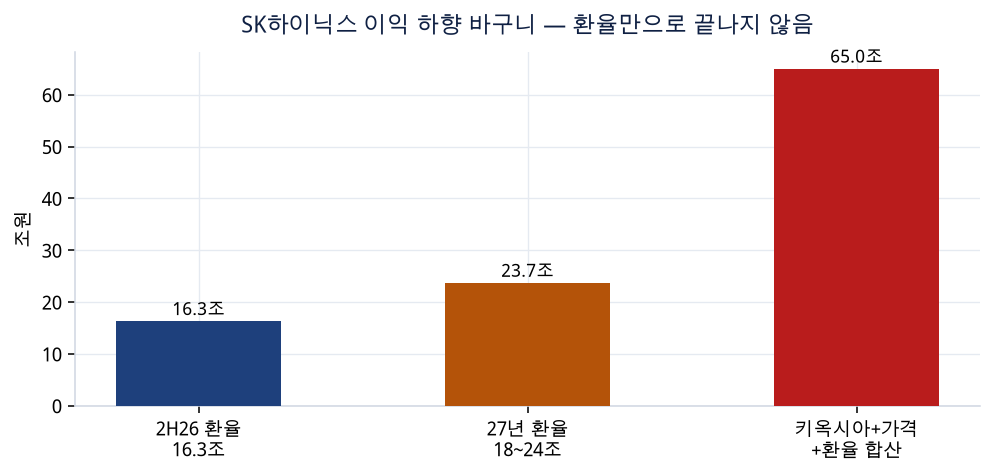 SK하이닉스 이익 하향 바구니 — 환율만으로 끝나지 않음
조원
60
50
40
30
20
10
0
16.3조
23.7조
65.0조
2H26 환율
16.3조
27년 환율
18~24조
키옥시아+가격
+환율 합산